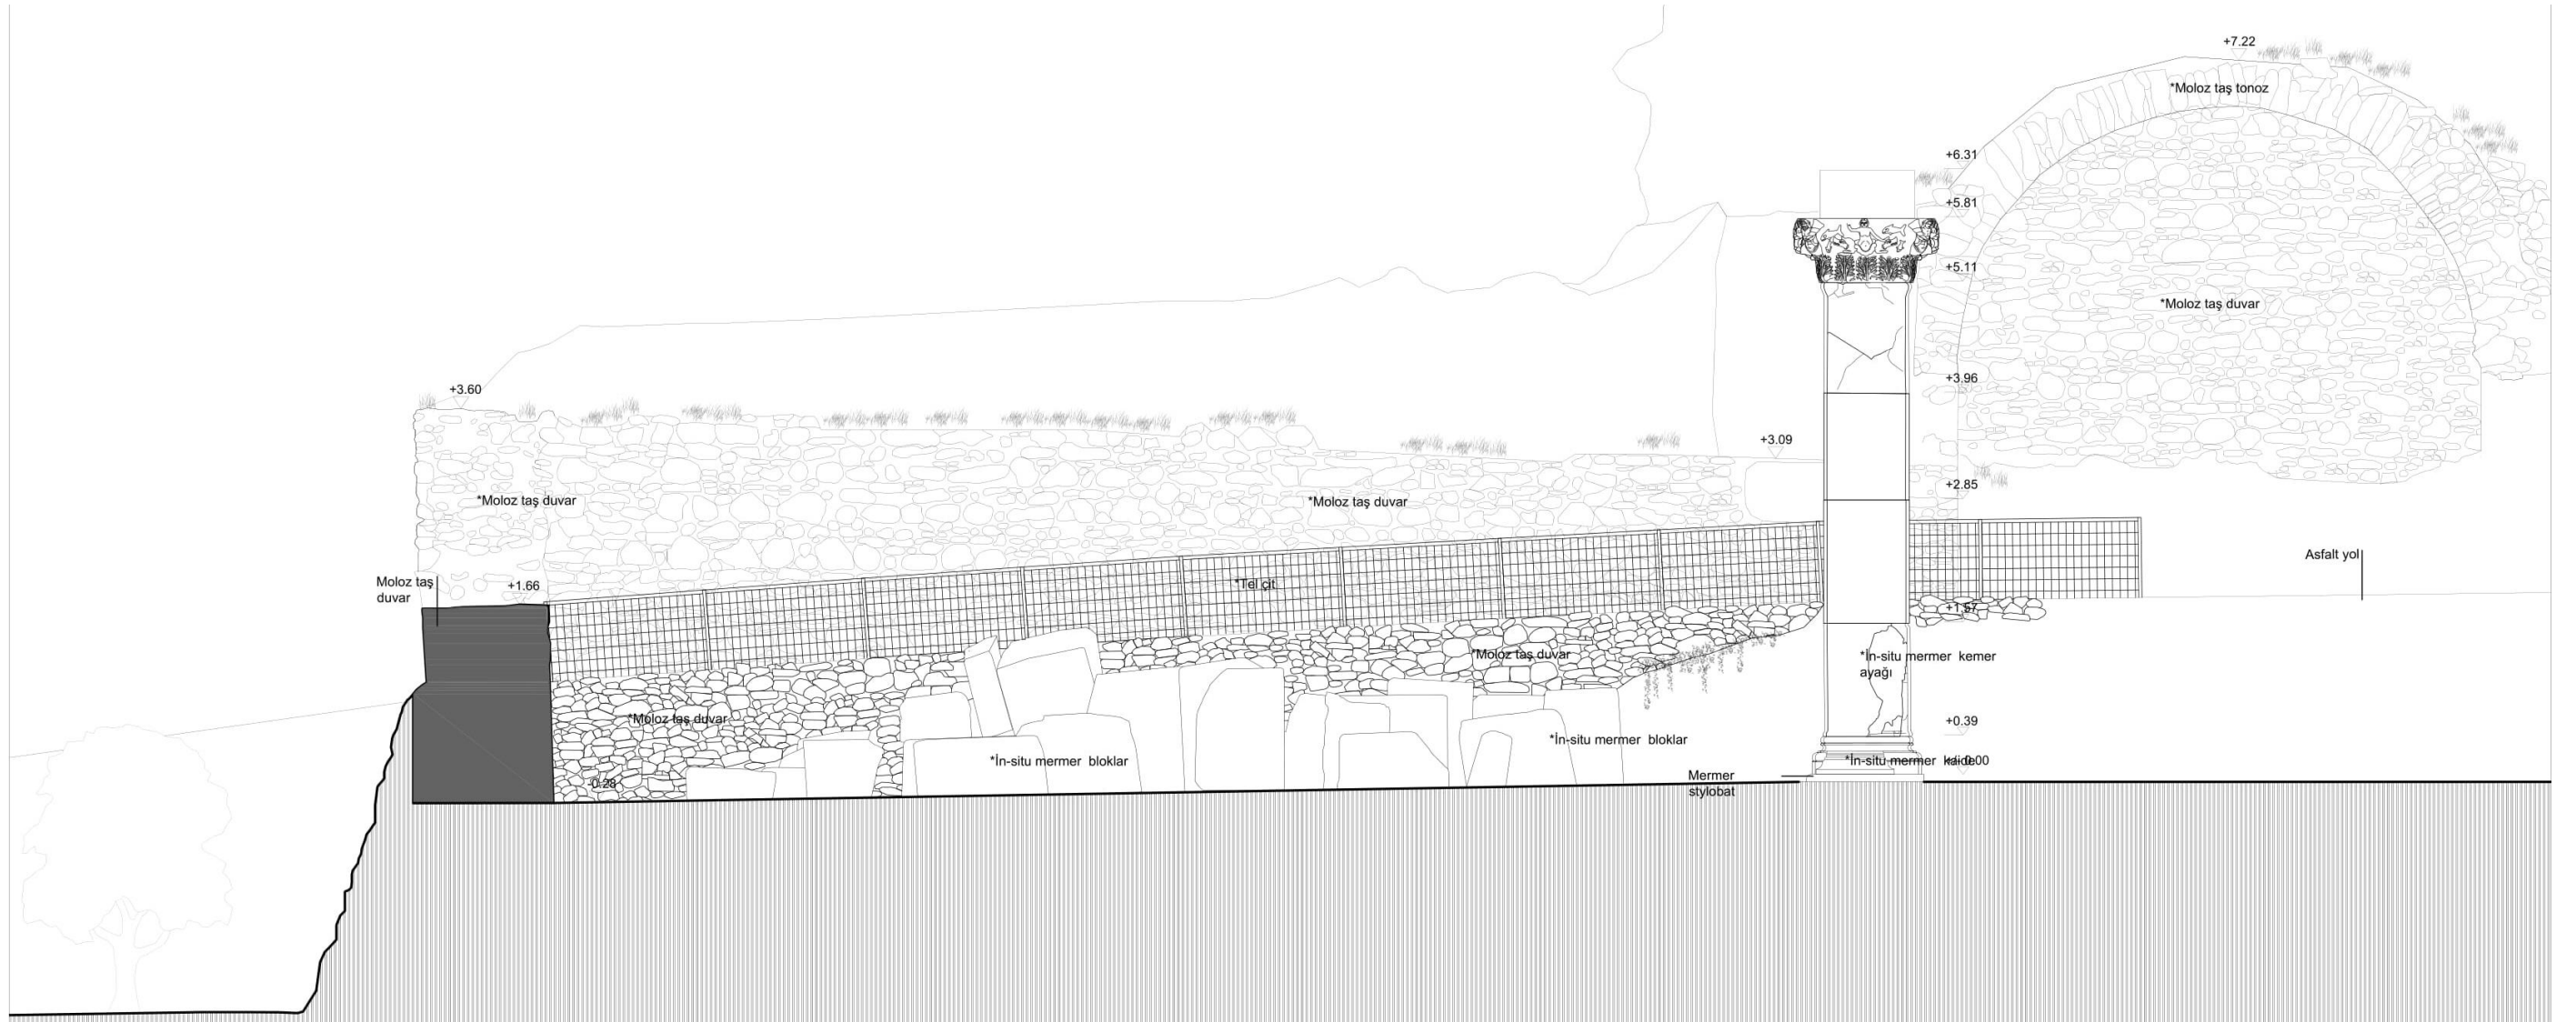 +7.22
*Moloz taş tonoz
+6.31
+5.81
+5.11
*Moloz taş duvar
+3.96
+3.60
+3.09
+2.85
*Moloz taş duvar
*Moloz taş duvar
Asfalt yol
Moloz taş
duvar
+1.66
*Tel çit
+1.57
*Moloz taş duvar
*İn-situ mermer kemer
ayağı
*Moloz taş duvar
+0.39
*İn-situ mermer bloklar
*İn-situ mermer bloklar
*İn-situ mermer kaide
Mermer
stylobat
-0.28